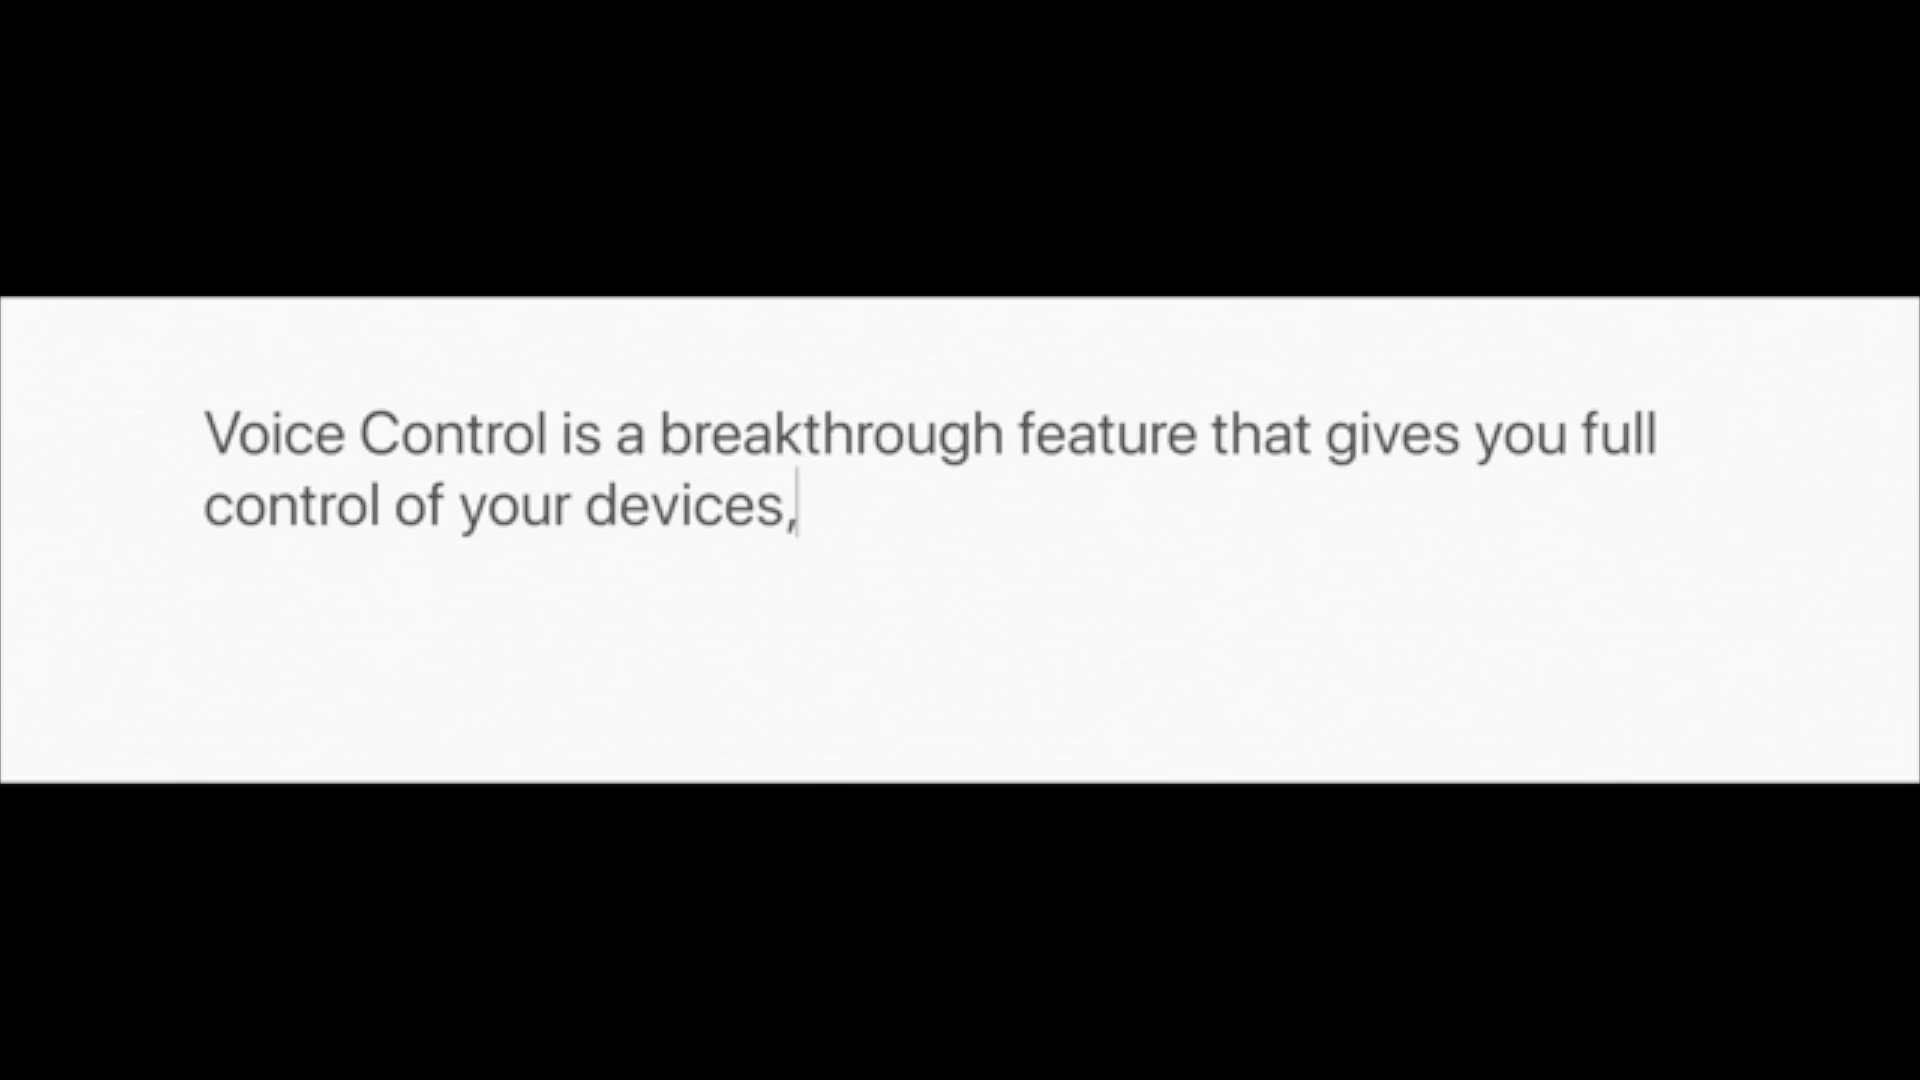 Voice Control is a breakthrough feature that gives you full
control of your devices,